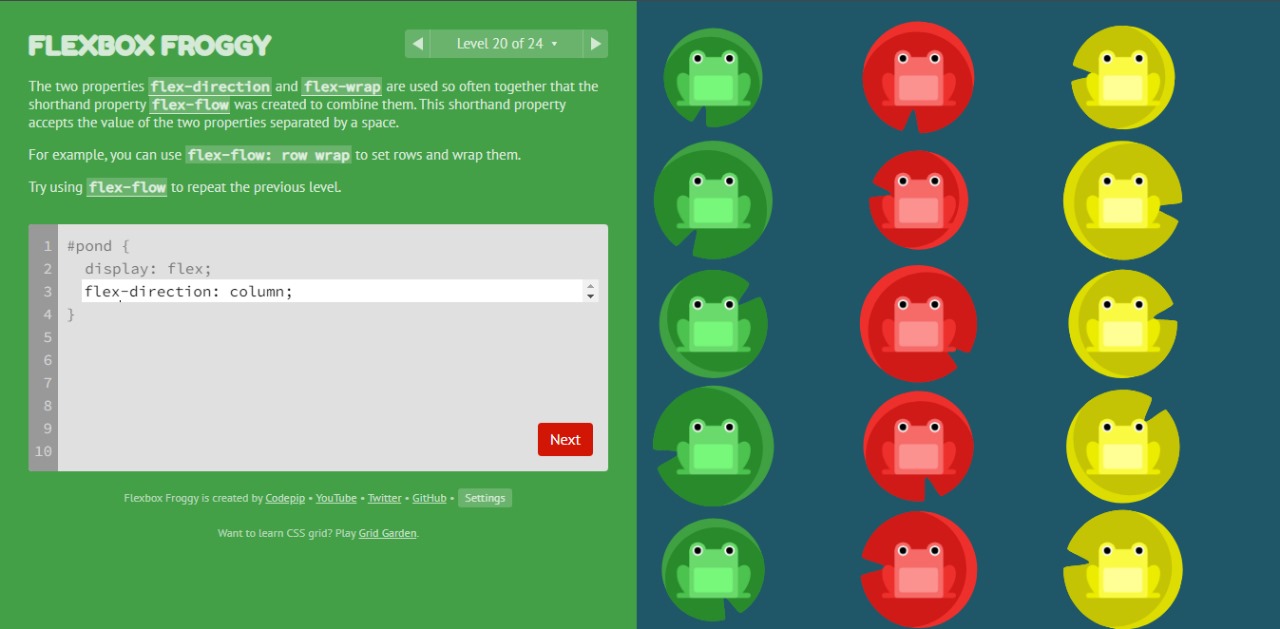 FLEXBOX FROGGY
Level 20 of 24
The two properties flex-direction and flex-wrap are used so often together that the
shorthand property flex-flow was created to combine them. This shorthand property
accepts the value of the two properties separated by a space.
For example, you can use flex-flow: row wrap to set rows and wrap them.
Try using flex-flow to repeat the previous level.
1 #pond {
2 display: flex;
3 flex-direction: column;
4 }
5
6
7
8
9
10
Next
Flexbox Froggy is created by Codepip • YouTube • Twitter • GitHub • Settings
Want to learn CSS grid? Play Grid Garden.